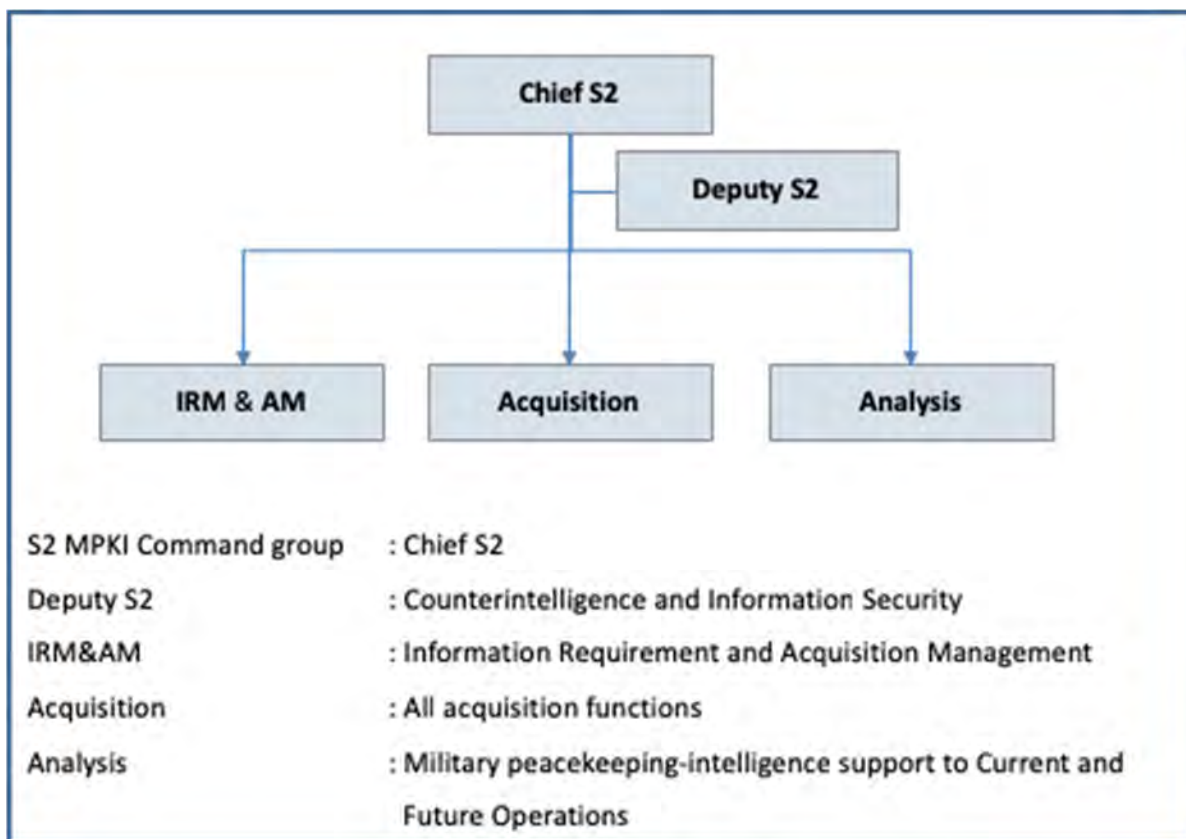 Chief S2
Deputy S2
IRM & AM
Acquisition
Analysis
S2 MPKI Command group : Chief S2
Deputy S2 : Counterintelligence and Information Security
IRM&AM : Information Requirement and Acquisition Management
Acquisition : All acquisition functions
Analysis : Military peacekeeping-intelligence support to Current and
Future Operations